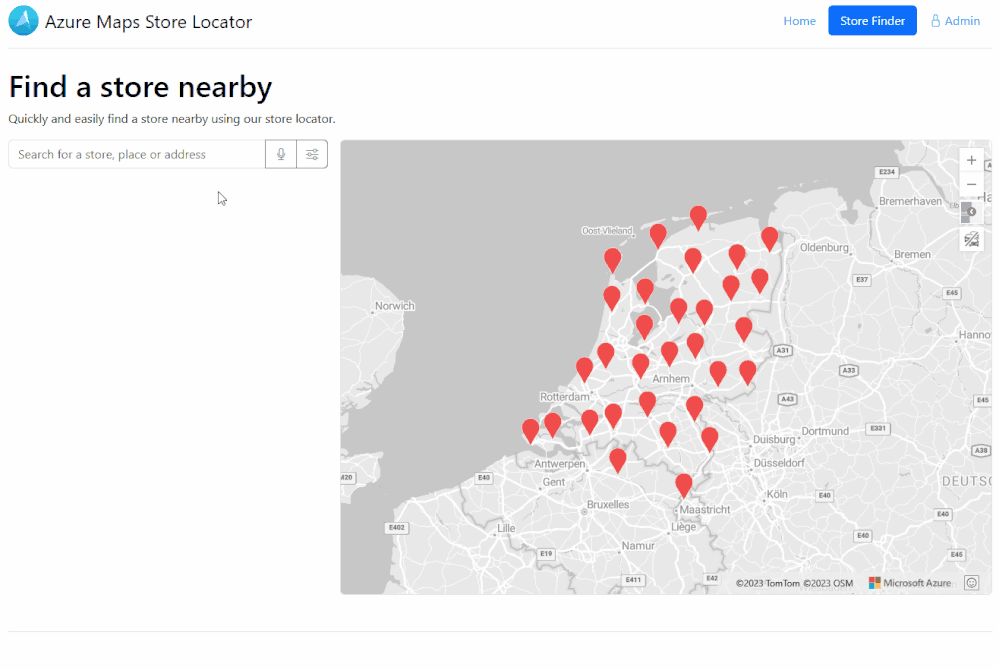 Azure Maps Store Locator
Home
Store Finder
Admin
Find a store nearby
Quickly and easily find a store nearby using our store locator.
Search for a store, place or address
E234
Bremerhaven
Oost-Vlieland
Oldenburg
Bremen
E37
Norwich
E45
Hanno
A31
A33
Arnhem
Rotterdam
A43
E45
E331
Dortmund
Duisburg
A38
Antwerpen
Düsseldorf
E40
Gent
DEUTSC
Köln
E40
Bruxelles
Maastricht
E40
E402
Lille
Liège
E40
Namur
E19
E45
E411
E42
©2023 TomTom ©2023 OSM
Microsoft Azure